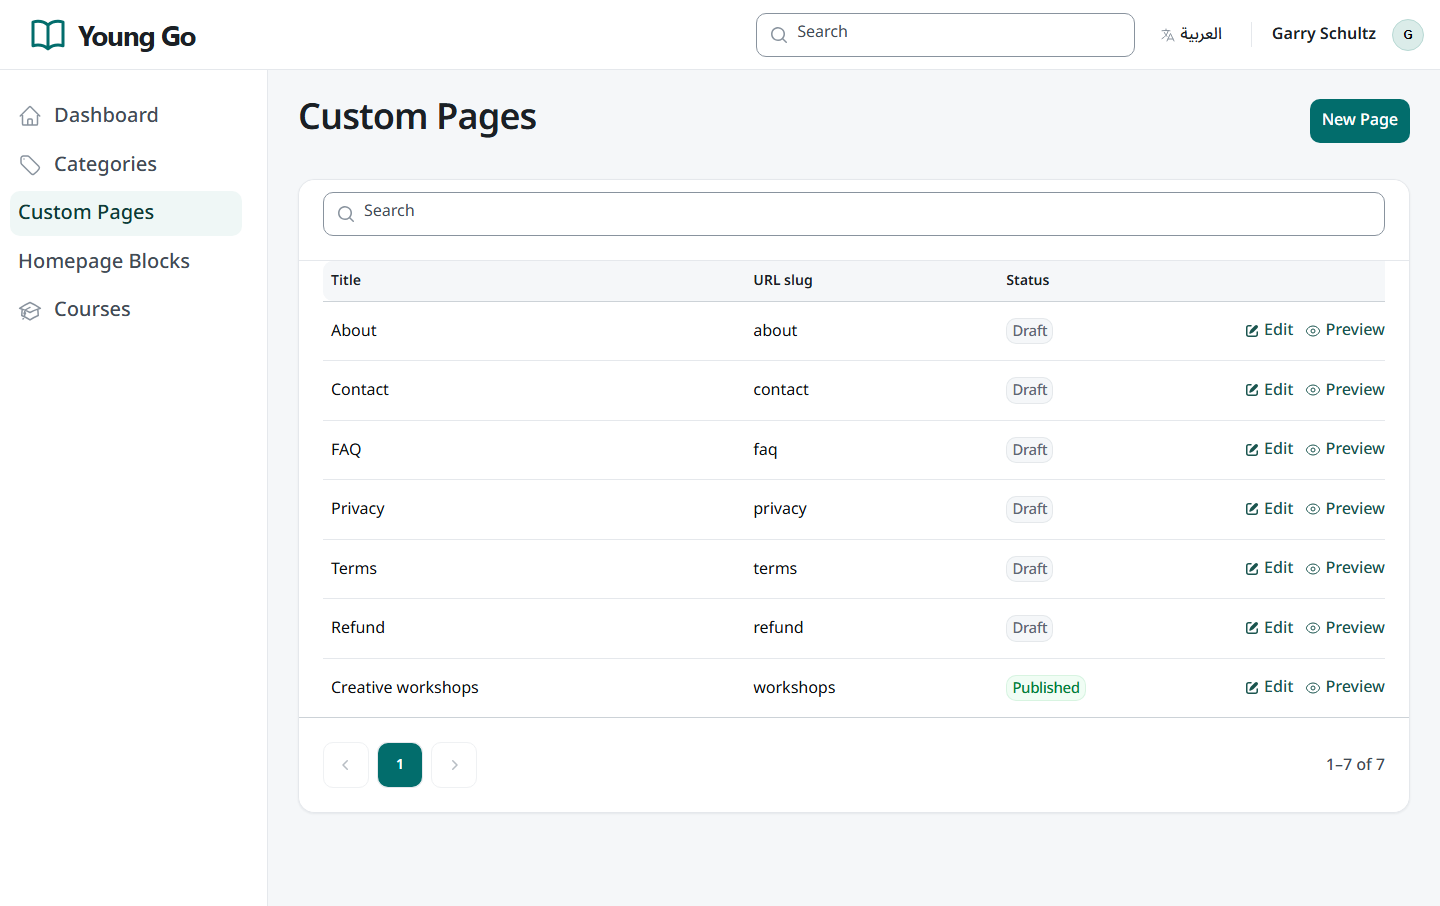 Young Go
Search
العربية
Garry Schultz
G
Dashboard
Categories
Custom Pages
Homepage Blocks
Courses
Custom Pages
New Page
Search
Title URL slug Status
About about Draft Edit Preview
Contact contact Draft Edit Preview
FAQ faq Draft Edit Preview
Privacy privacy Draft Edit Preview
Terms terms Draft Edit Preview
Refund refund Draft Edit Preview
Creative workshops workshops Published Edit Preview
1
1–7 of 7